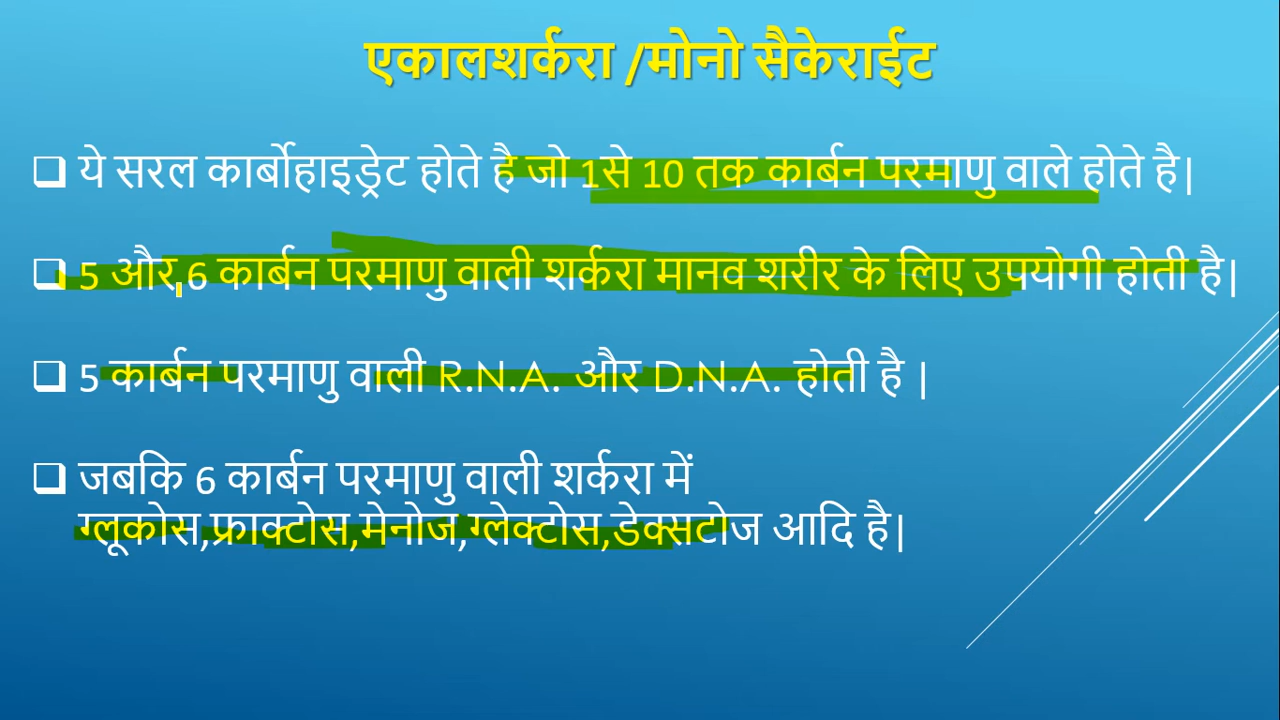 एकालशर्करा /मोनो सैकेराईट
ये सरल कार्बोहाइड्रेट होते है जो 1से 10 तक कार्बन परमाणु वाले होते है|
5 और 6 कार्बन परमाणु वाली शर्करा मानव शरीर के लिए उपयोगी होती है|
5 कार्बन परमाणु वाली R.N.A. और D.N.A. होती है |
जबकि 6 कार्बन परमाणु वाली शर्करा में
ग्लूकोस,फ्राक्टोस,मेनोज,ग्लेक्टोस,डेक्सटोज आदि है|